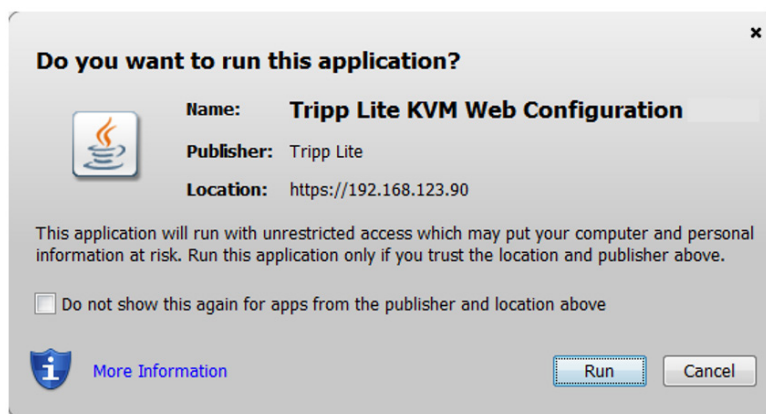 Do you want to run this application?
Name: Tripp Lite KVM Web Configuration
Publisher: Tripp Lite
Location: https://192.168.123.90
This application will run with unrestricted access which may put your computer and personal
information at risk. Run this application only if you trust the location and publisher above.
Do not show this again for apps from the publisher and location above
More Information
Run
Cancel